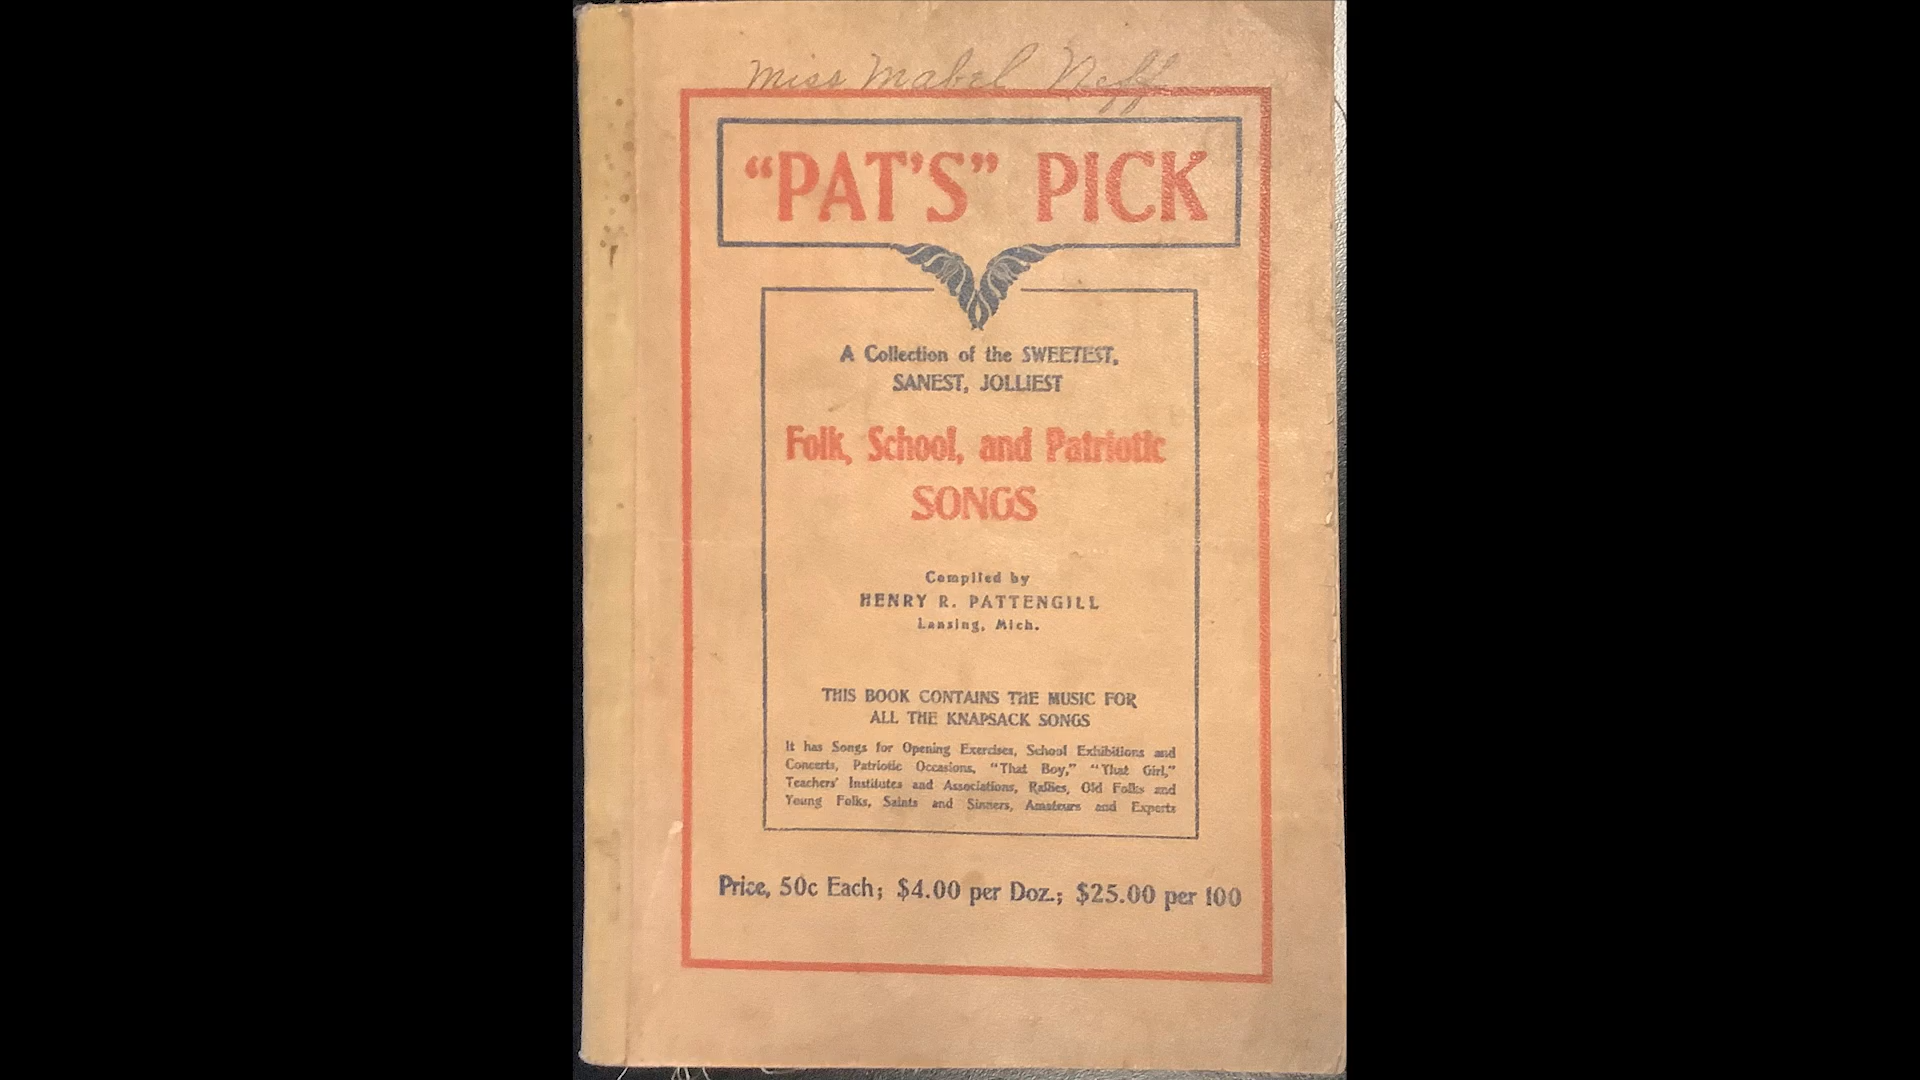 Miss Mabel Neff
"PAT'S" PICK
A Collection of the SWEETEST,
SANEST, JOLLIEST
Folk, School, and Patriotic
SONGS
Compiled by
HENRY R. PATTENGILL
Lansing, Mich.
THIS BOOK CONTAINS THE MUSIC FOR
ALL THE KNAPSACK SONGS
It has Songs for Opening Exercises, School Exhibitions and
Concerts, Patriotic Occasions, "That Boy," "That Girl,"
Teachers' Institutes and Associations, Rallies, Old Folks and
Young Folks, Saints and Sinners, Amateurs and Experts
Price, 50c Each; $4.00 per Doz.; $25.00 per 100